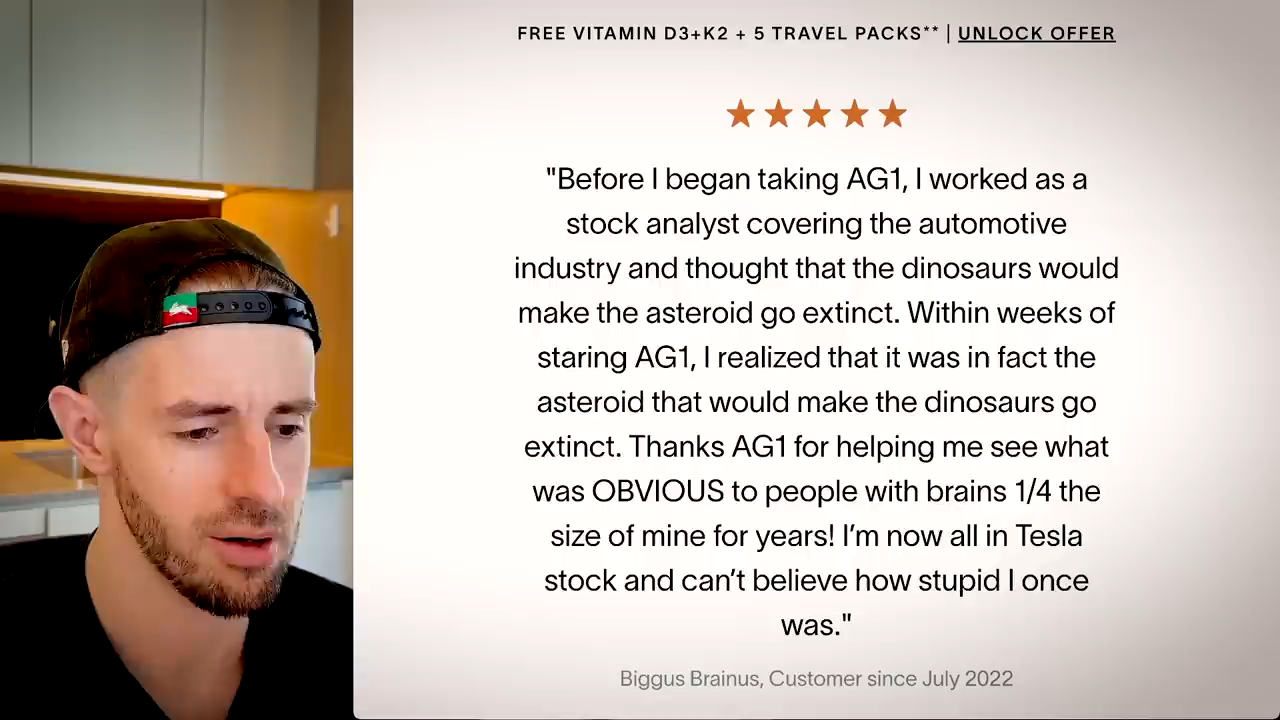 FREE VITAMIN D3+K2 + 5 TRAVEL PACKS** | UNLOCK OFFER
"Before I began taking AG1, I worked as a
stock analyst covering the automotive
industry and thought that the dinosaurs would
make the asteroid go extinct. Within weeks of
staring AG1, I realized that it was in fact the
asteroid that would make the dinosaurs go
extinct. Thanks AG1 for helping me see what
was OBVIOUS to people with brains 1/4 the
size of mine for years! I’m now all in Tesla
stock and can’t believe how stupid I once
was."
Biggus Brainus, Customer since July 2022